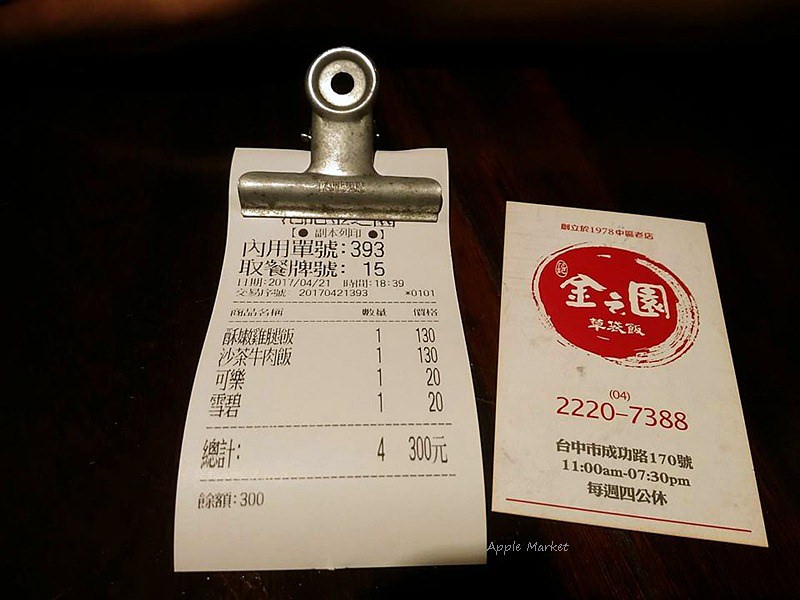 【● 副本列印 ●】
內用單號:393
取餐牌號: 15
日期:2017/04/21 時間:18:39
交易序號: 20170421393 *0101
商品名稱 數量 價格
酥嫩雞腿飯 1 130
沙茶牛肉飯 1 130
可樂 1 20
雪碧 1 20
總計: 4 300元
餘額:300
創立於1978中區老店
金之園
草袋飯
(04)
2220-7388
台中市成功路170號
11:00am-07:30pm
每週四公休
Apple Market